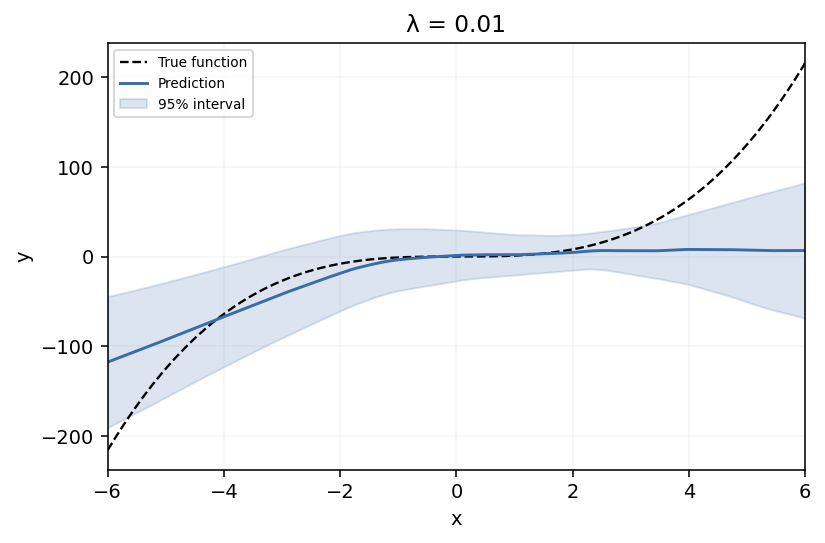 λ = 0.01
True function
Prediction
95% interval
200
100
0
−100
−200
y
−6
−4
−2
0
2
4
6
x